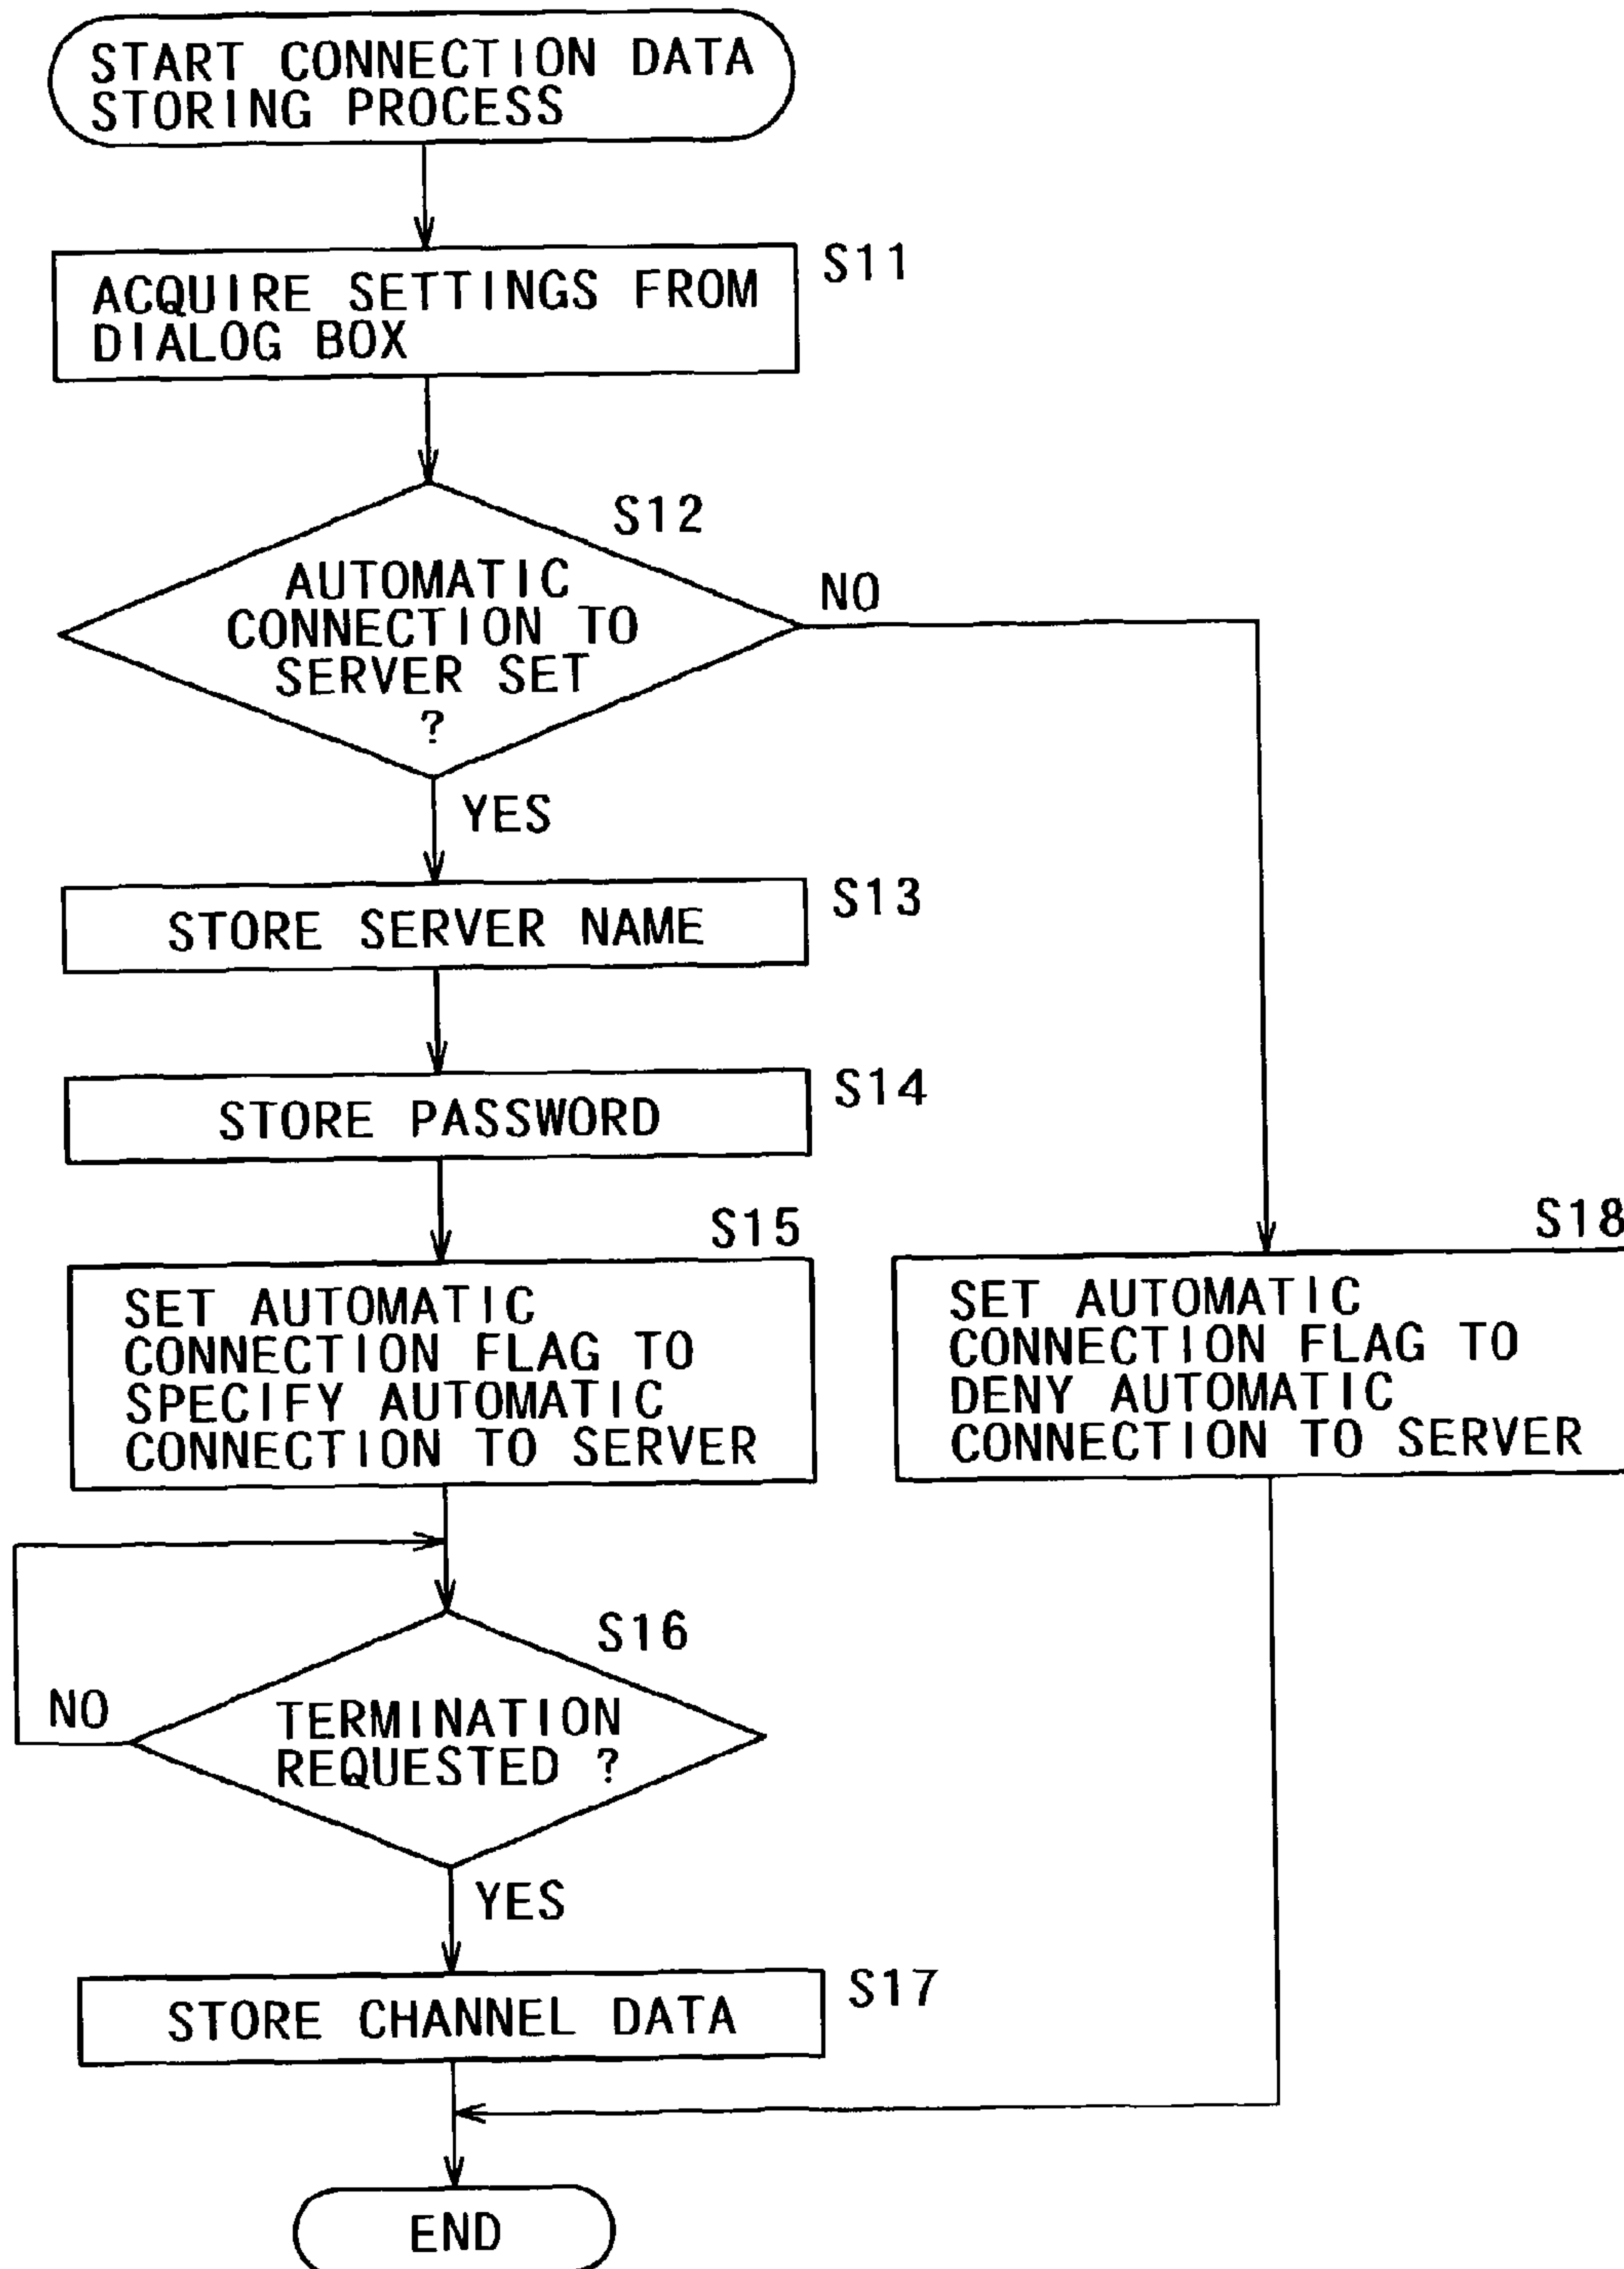 START CONNECTION DATA
STORING PROCESS
S11
ACQUIRE SETTINGS FROM
DIALOG BOX
S12
AUTOMATIC
CONNECTION TO
SERVER SET
?
NO
YES
S13
STORE SERVER NAME
S14
STORE PASSWORD
S15
SET AUTOMATIC
CONNECTION FLAG TO
SPECIFY AUTOMATIC
CONNECTION TO SERVER
S18
SET AUTOMATIC
CONNECTION FLAG TO
DENY AUTOMATIC
CONNECTION TO SERVER
S16
TERMINATION
REQUESTED ?
NO
YES
S17
STORE CHANNEL DATA
END